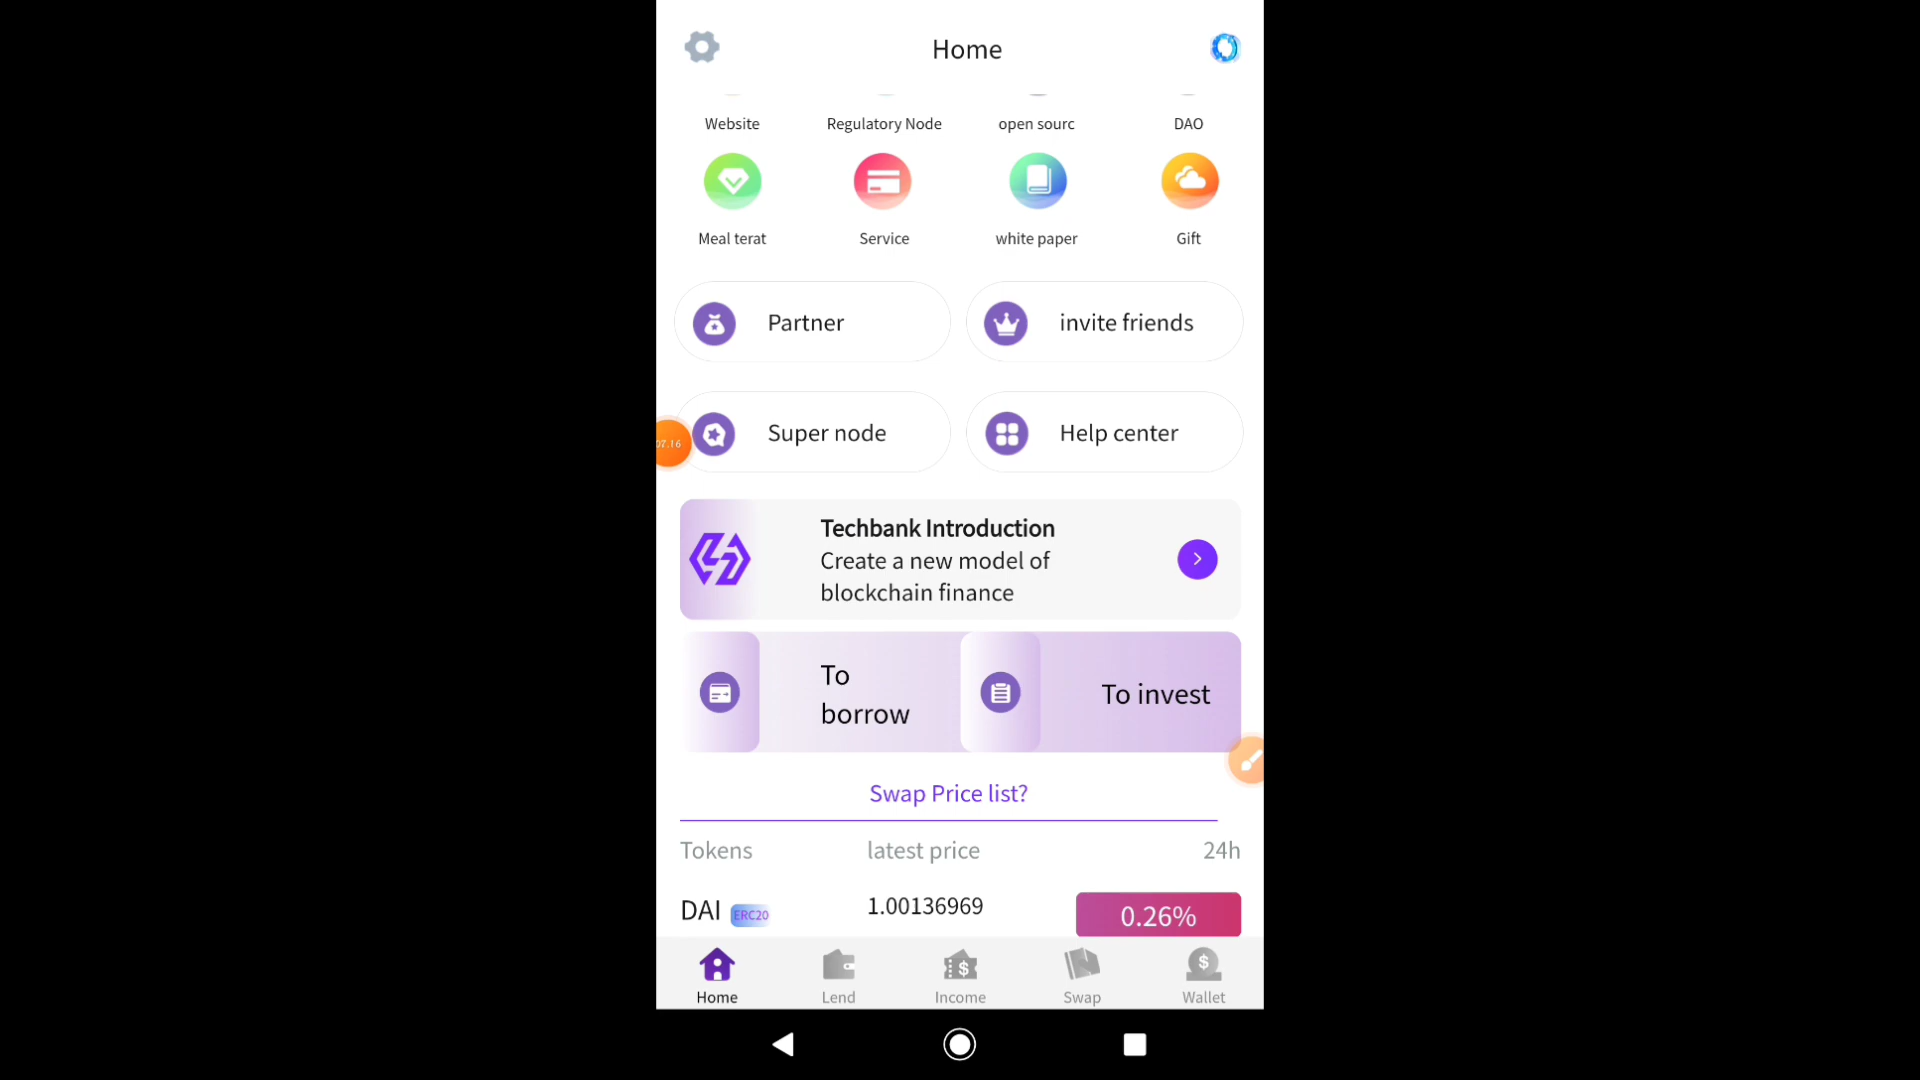 Home
Website Regulatory Node open sourc DAO
Meal terat Service white paper Gift
Partner invite friends
07.16
Super node Help center
Techbank Introduction
Create a new model of
blockchain finance
To
borrow
To invest
Swap Price list?
Tokens latest price 24h
DAI ERC20 1.00136969 0.26%
Home Lend Income Swap Wallet